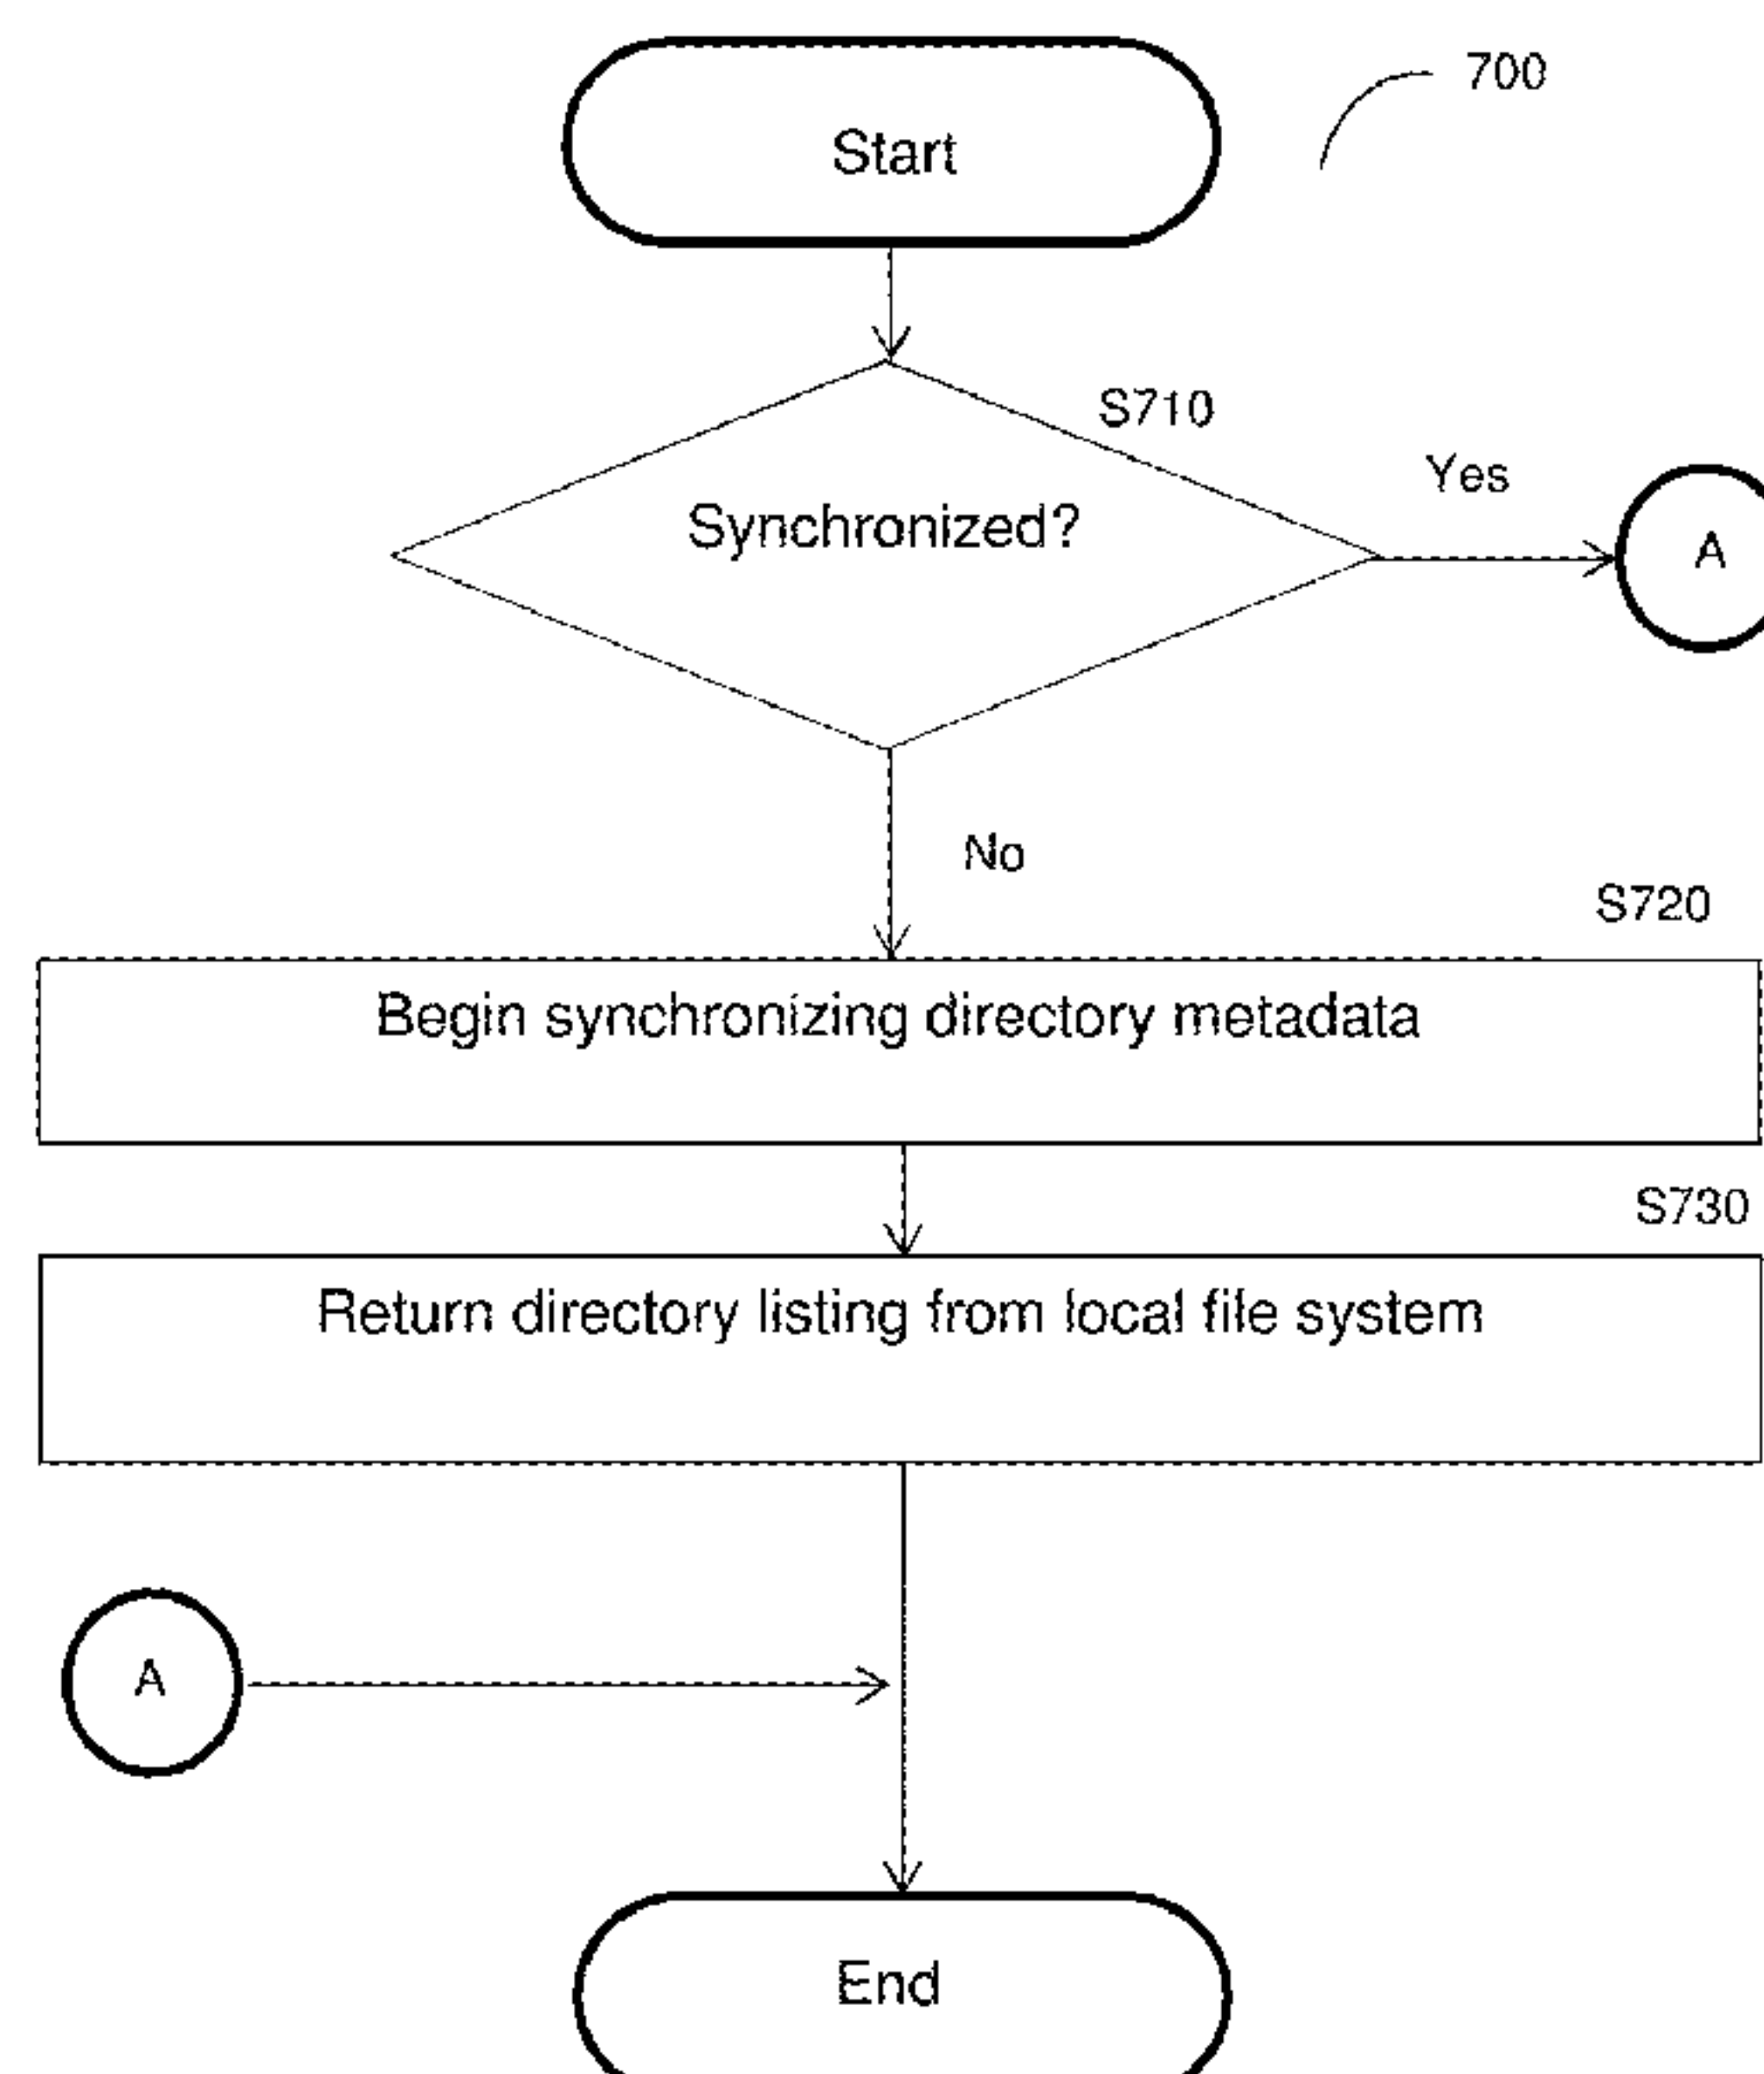 Start
700
S710
Yes
Synchronized?
A
No
S720
Begin synchronizing directory metadata
S730
Return directory listing from local file system
A
End